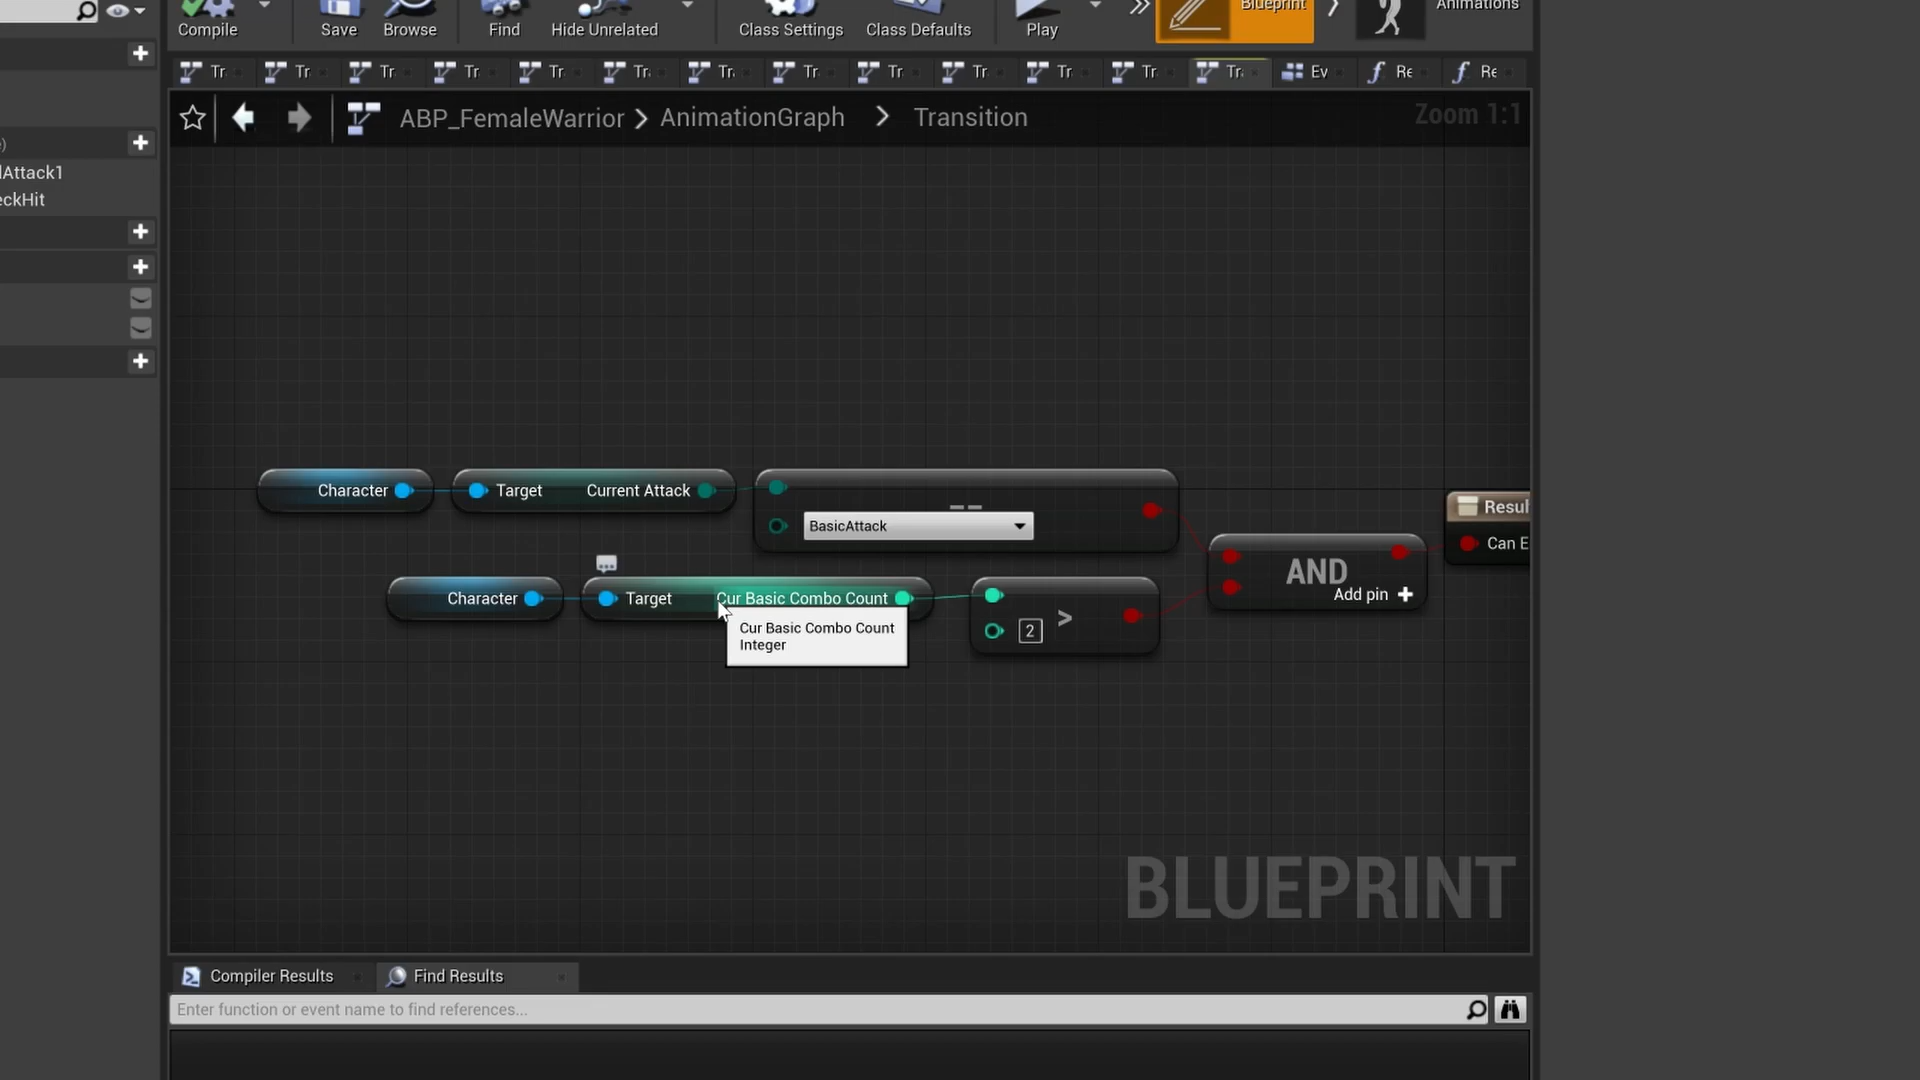 Compile
Save
Browse
Find
Hide Unrelated
Class Settings
Class Defaults
Play
Blueprint
Animations
Tr
Tr
Tr
Tr
Tr
Tr
Tr
Tr
Tr
Tr
Tr
Tr
Tr
Ev
Re
Re
ABP_FemaleWarrior > AnimationGraph > Transition
Zoom 1:1
e)
lAttack1
eckHit
Character
Target
Current Attack
==
BasicAttack
Resul
Can E
AND
Add pin +
Character
Target
Cur Basic Combo Count
2
>
Cur Basic Combo Count
Integer
BLUEPRINT
Compiler Results
Find Results
Enter function or event name to find references...